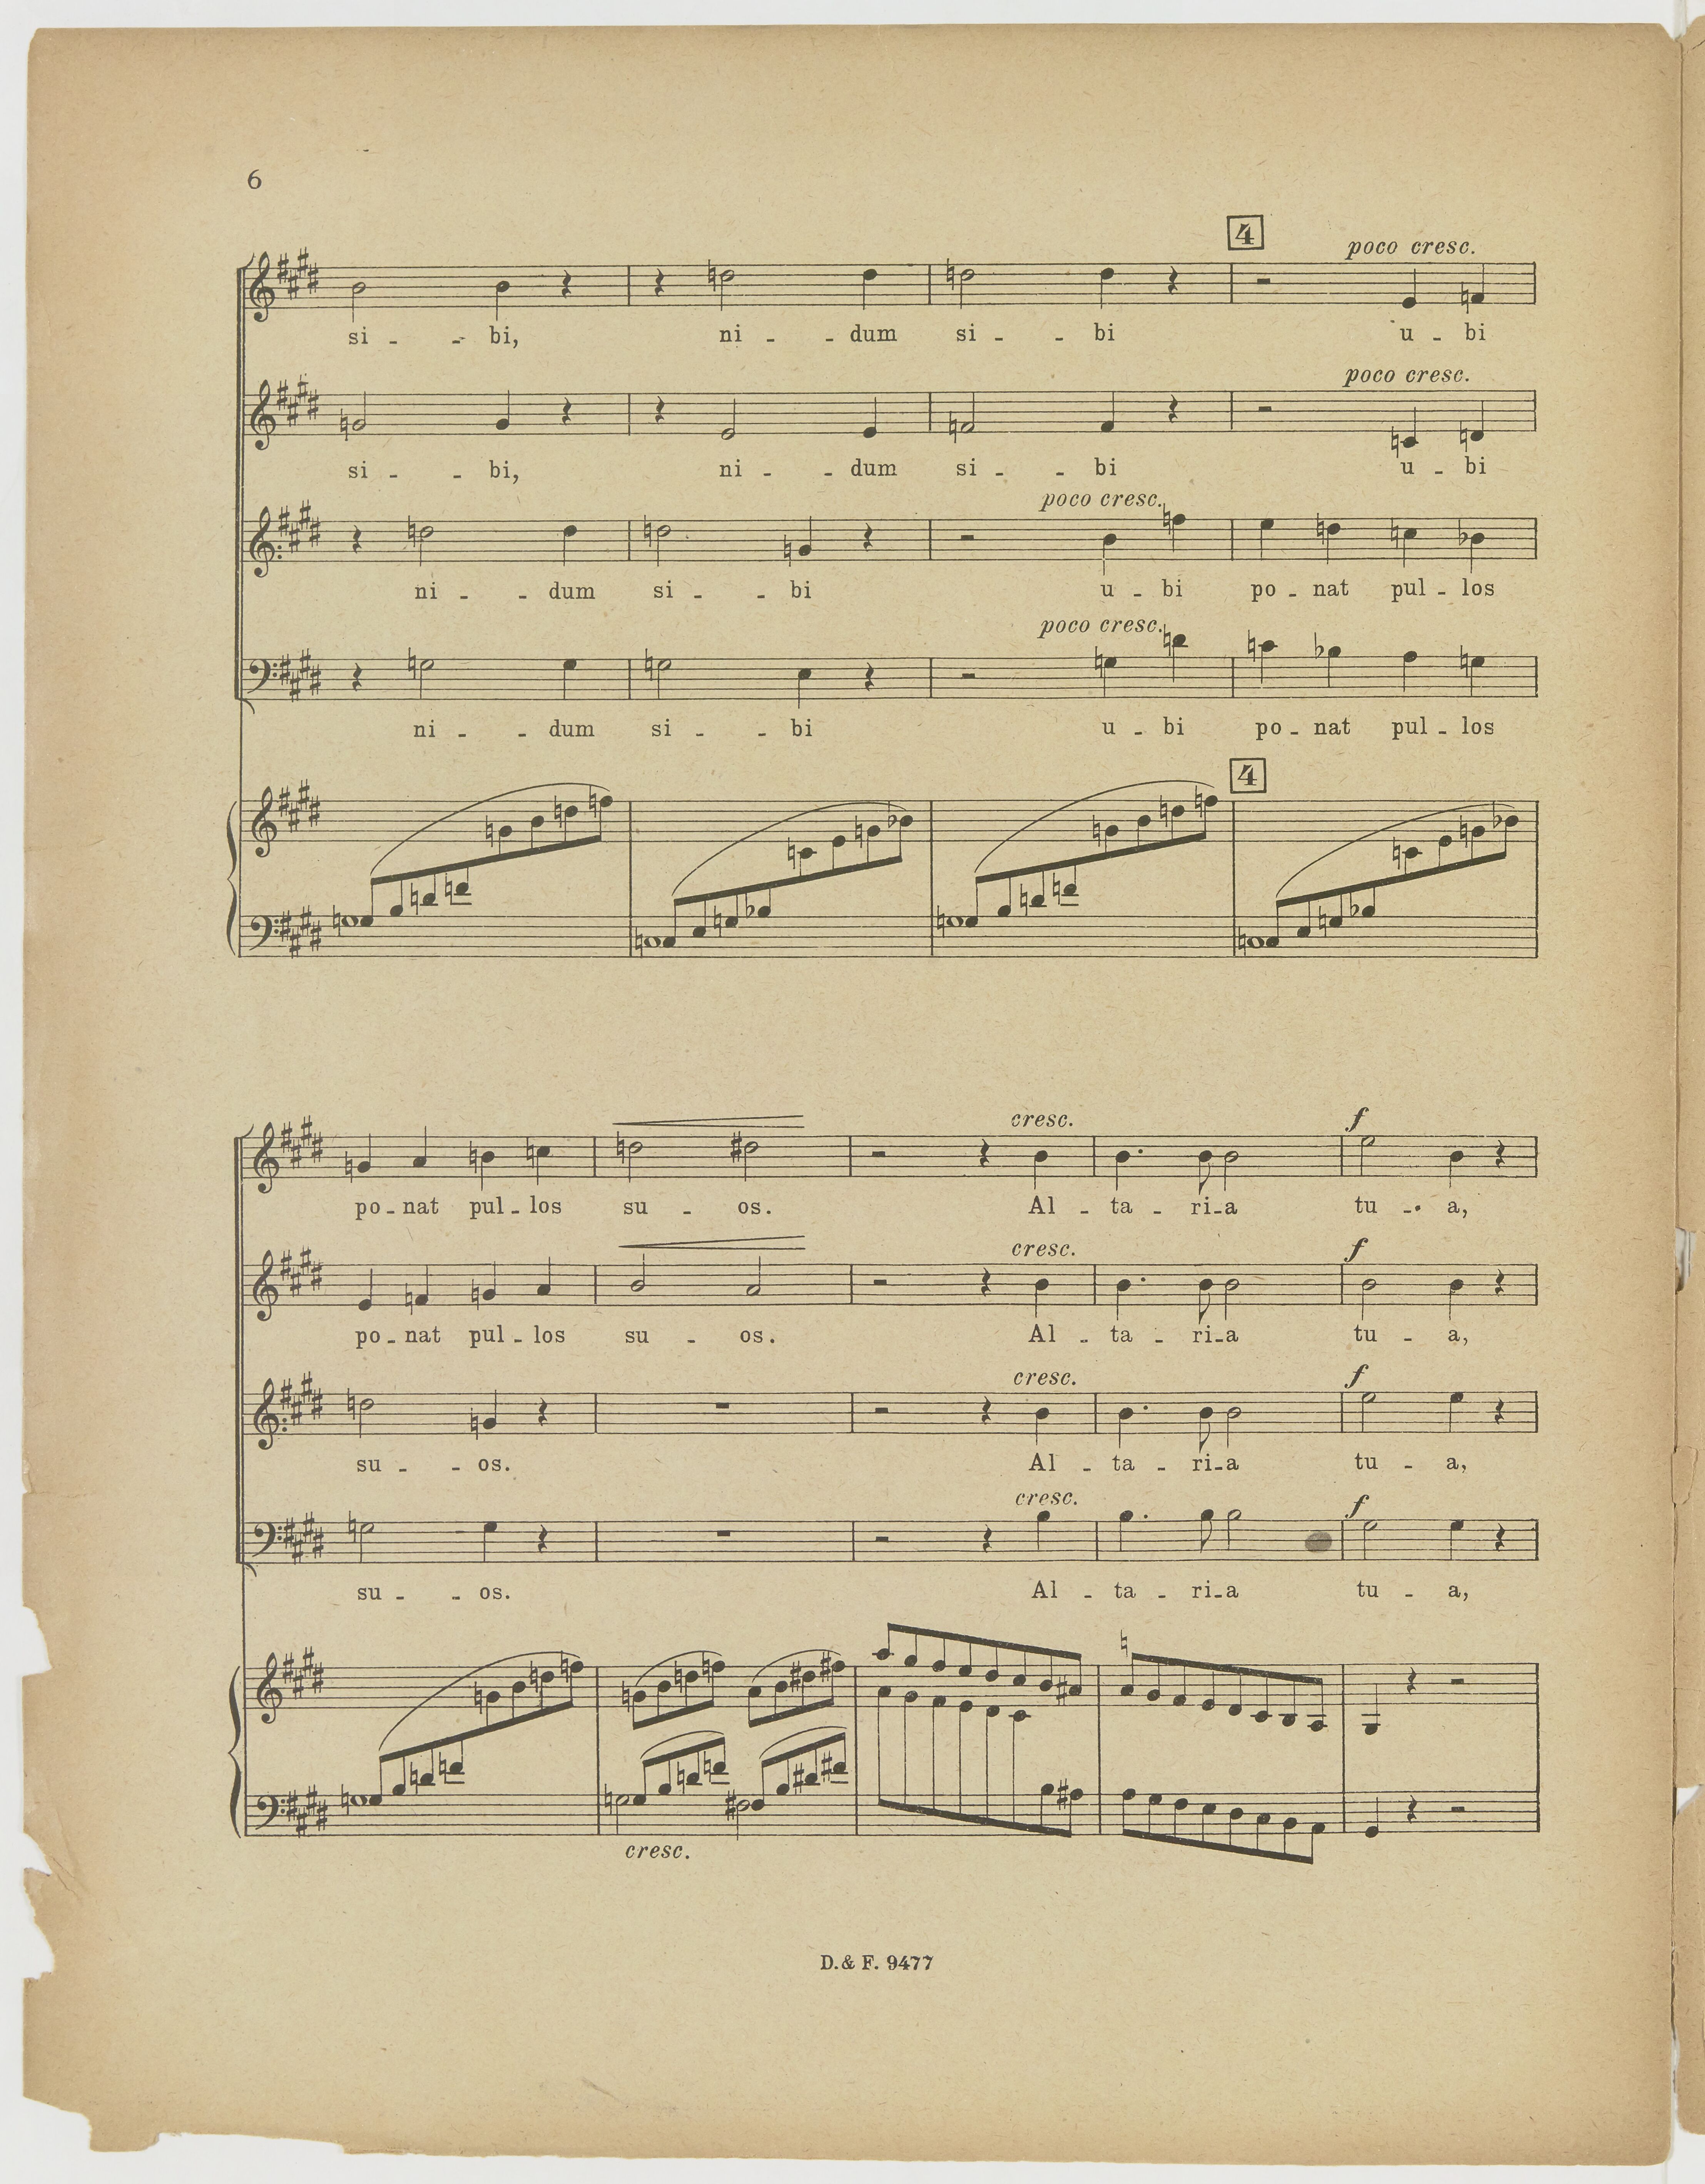 6
4
poco cresc.
si - - bi, ni - - dum si - - bi u - bi
poco cresc.
si - - bi, ni - - dum si - - bi u - bi
poco cresc.
ni - - dum si - - bi u - bi po - nat pul - los
poco cresc.
ni - - dum si - - bi u - bi po - nat pul - los
4
cresc. f
po - nat pul - los su - os. Al - ta - ri - a tu - a,
cresc. f
po - nat pul - los su - os. Al - ta - ri - a tu - a,
cresc. f
su - - os. Al - ta - ri - a tu - a,
cresc. f
su - - os. Al - ta - ri - a tu - a,
cresc.
D. & F. 9477